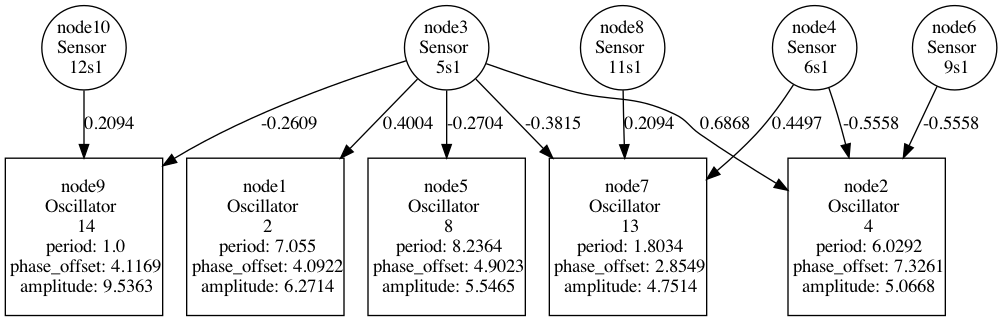 node10
Sensor
12s1
node3
Sensor
5s1
node8
Sensor
11s1
node4
Sensor
6s1
node6
Sensor
9s1
0.2094
-0.2609
0.4004
-0.2704
-0.3815
0.2094
0.6868
0.4497
-0.5558
-0.5558
node9
Oscillator
14
period: 1.0
phase_offset: 4.1169
amplitude: 9.5363
node1
Oscillator
2
period: 7.055
phase_offset: 4.0922
amplitude: 6.2714
node5
Oscillator
8
period: 8.2364
phase_offset: 4.9023
amplitude: 5.5465
node7
Oscillator
13
period: 1.8034
phase_offset: 2.8549
amplitude: 4.7514
node2
Oscillator
4
period: 6.0292
phase_offset: 7.3261
amplitude: 5.0668